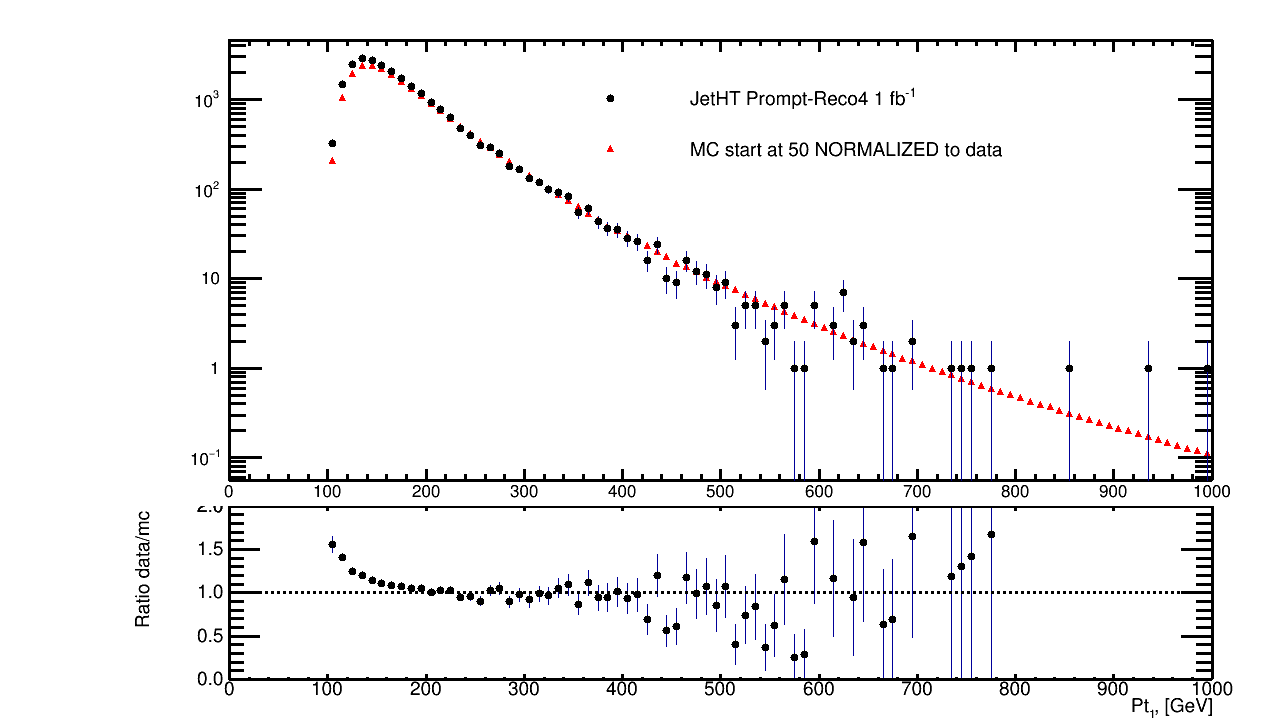 10³
10²
10
1
10⁻¹
JetHT Prompt-Reco4 1 fb⁻¹
MC start at 50 NORMALIZED to data
0 100 200 300 400 500 600 700 800 900 1000
Ratio data/mc
2.0
1.5
1.0
0.5
0.0
0 100 200 300 400 500 600 700 800 900 1000
Pt₁, [GeV]